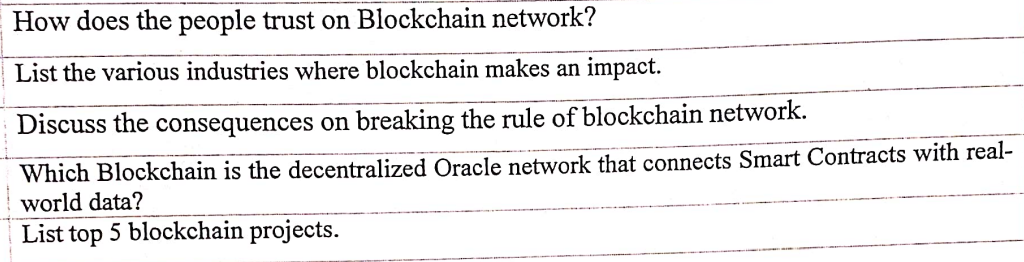 How does the people trust on Blockchain network?
List the various industries where blockchain makes an impact.
Discuss the consequences on breaking the rule of blockchain network.
Which Blockchain is the decentralized Oracle network that connects Smart Contracts with real-
world data?
List top 5 blockchain projects.